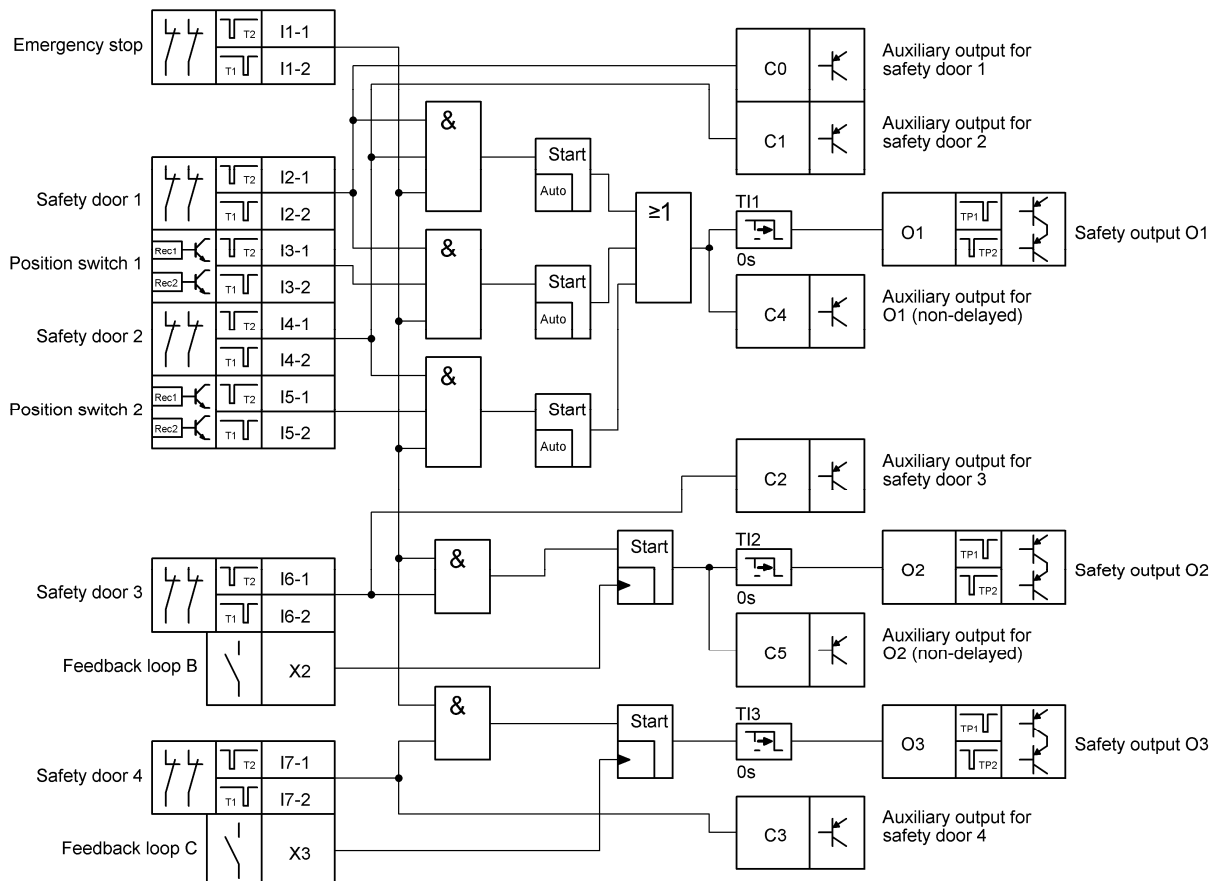 Emergency stop
T2 I1-1
T1 I1-2
C0
Auxiliary output for
safety door 1
C1
Auxiliary output for
safety door 2
&
Start
Auto
Safety door 1
T2 I2-1
T1 I2-2
≥1
TI1
0s
O1
TP1
TP2
Safety output O1
Position switch 1
Rec1 T2 I3-1
Rec2 T1 I3-2
&
Start
Auto
C4
Auxiliary output for
O1 (non-delayed)
Safety door 2
T2 I4-1
T1 I4-2
Position switch 2
Rec1 T2 I5-1
Rec2 T1 I5-2
&
Start
Auto
C2
Auxiliary output for
safety door 3
Safety door 3
T2 I6-1
T1 I6-2
&
Start
TI2
0s
O2
TP1
TP2
Safety output O2
Feedback loop B
X2
C5
Auxiliary output for
O2 (non-delayed)
&
Start
TI3
0s
O3
TP1
TP2
Safety output O3
Safety door 4
T2 I7-1
T1 I7-2
Feedback loop C
X3
C3
Auxiliary output for
safety door 4